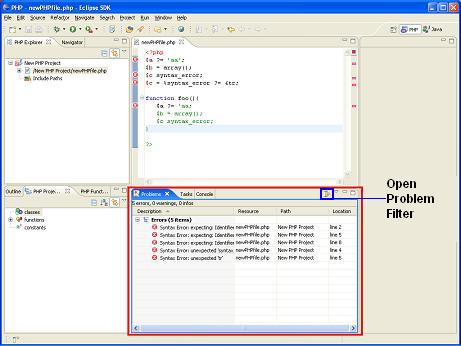 PHP - newPHPfile.php - Eclipse SDK
File Edit Source Refactor Navigate Search Project Run Window Help
PHP Java
PHP Explorer Navigator
New PHP Project
/New PHP Project/newPHPfile.php
Include Paths
newPHPfile.php
<?php
$a ?= 'aa';
$b = array();
$c syntax_error;
function foo(){
$a ?= 'aa;
$b = array();
$c syntax_error;
}
?>
Outline PHP Proje... PHP Funct...
classes
functions
constants
Problems Tasks Console
5 errors, 0 warnings, 0 infos
Description Resource Path Location
Errors (5 Items)
Syntax Error: expecting: Identifier newPHPfile.php New PHP Project line 2
Syntax Error: expecting: Identifier newPHPfile.php New PHP Project line 5
Syntax Error: expecting: Identifier newPHPfile.php New PHP Project line 8
Syntax Error: unexpected 'syntax newPHPfile.php New PHP Project line 4
Syntax Error: unexpected newPHPfile.php New PHP Project line 8
Open
Problem
Filter